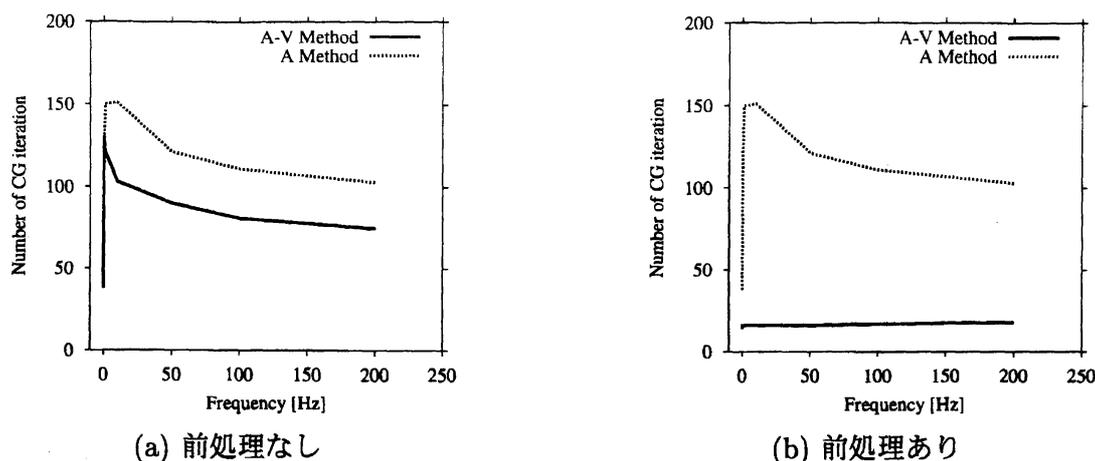 200
150
100
50
0
Number of CG iteration
A-V Method
A Method
0 50 100 150 200 250
Frequency [Hz]
(a) 前処理なし
200
150
100
50
0
Number of CG iteration
A-V Method
A Method
0 50 100 150 200 250
Frequency [Hz]
(b) 前処理あり